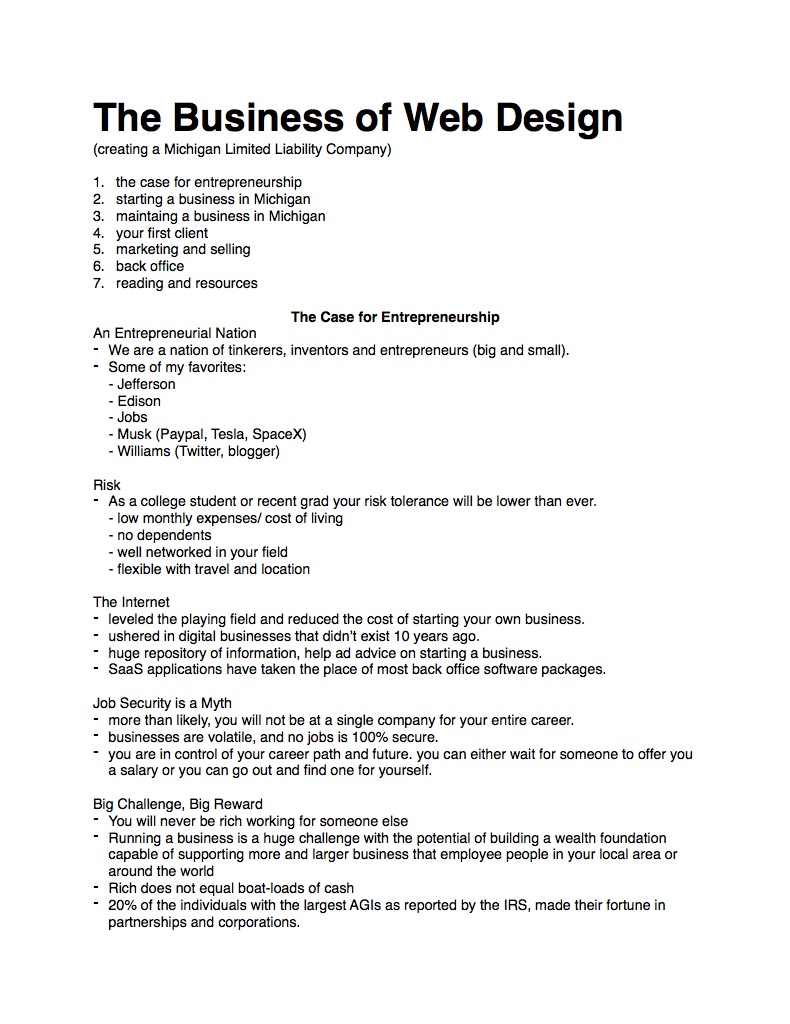 The Business of Web Design
(creating a Michigan Limited Liability Company)
1. the case for entrepreneurship
2. starting a business in Michigan
3. maintaing a business in Michigan
4. your first client
5. marketing and selling
6. back office
7. reading and resources
The Case for Entrepreneurship
An Entrepreneurial Nation
- We are a nation of tinkerers, inventors and entrepreneurs (big and small).
- Some of my favorites:
- Jefferson
- Edison
- Jobs
- Musk (Paypal, Tesla, SpaceX)
- Williams (Twitter, blogger)
Risk
- As a college student or recent grad your risk tolerance will be lower than ever.
- low monthly expenses/ cost of living
- no dependents
- well networked in your field
- flexible with travel and location
The Internet
- leveled the playing field and reduced the cost of starting your own business.
- ushered in digital businesses that didn’t exist 10 years ago.
- huge repository of information, help ad advice on starting a business.
- SaaS applications have taken the place of most back office software packages.
Job Security is a Myth
- more than likely, you will not be at a single company for your entire career.
- businesses are volatile, and no jobs is 100% secure.
- you are in control of your career path and future. you can either wait for someone to offer you
a salary or you can go out and find one for yourself.
Big Challenge, Big Reward
- You will never be rich working for someone else
- Running a business is a huge challenge with the potential of building a wealth foundation
capable of supporting more and larger business that employee people in your local area or
around the world
- Rich does not equal boat-loads of cash
- 20% of the individuals with the largest AGIs as reported by the IRS, made their fortune in
partnerships and corporations.